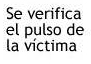 Se verifica
el pulso de
la víctima